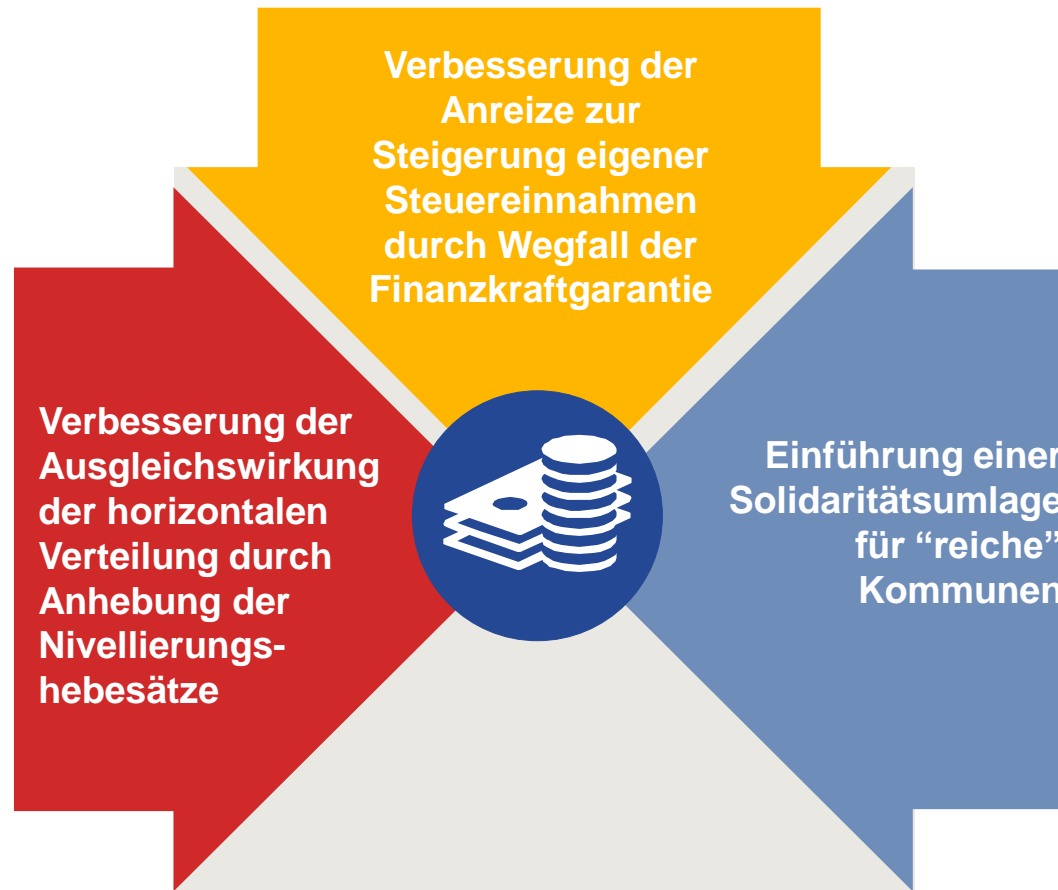 Verbesserung der
Anreize zur
Steigerung eigener
Steuereinnahmen
durch Wegfall der
Finanzkraftgarantie
Verbesserung der
Ausgleichswirkung
der horizontalen
Verteilung durch
Anhebung der
Nivellierungs-
hebesätze
Einführung einer
Solidaritätsumlage
für “reiche”
Kommunen